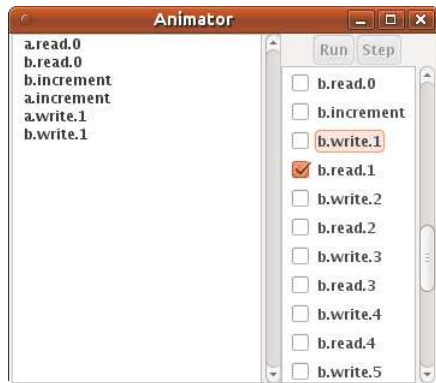 Animator
a.read.0
b.read.0
b.increment
a.increment
a.write.1
b.write.1
Run Step
b.read.0
b.increment
b.write.1
b.read.1
b.write.2
b.read.2
b.write.3
b.read.3
b.write.4
b.read.4
b.write.5